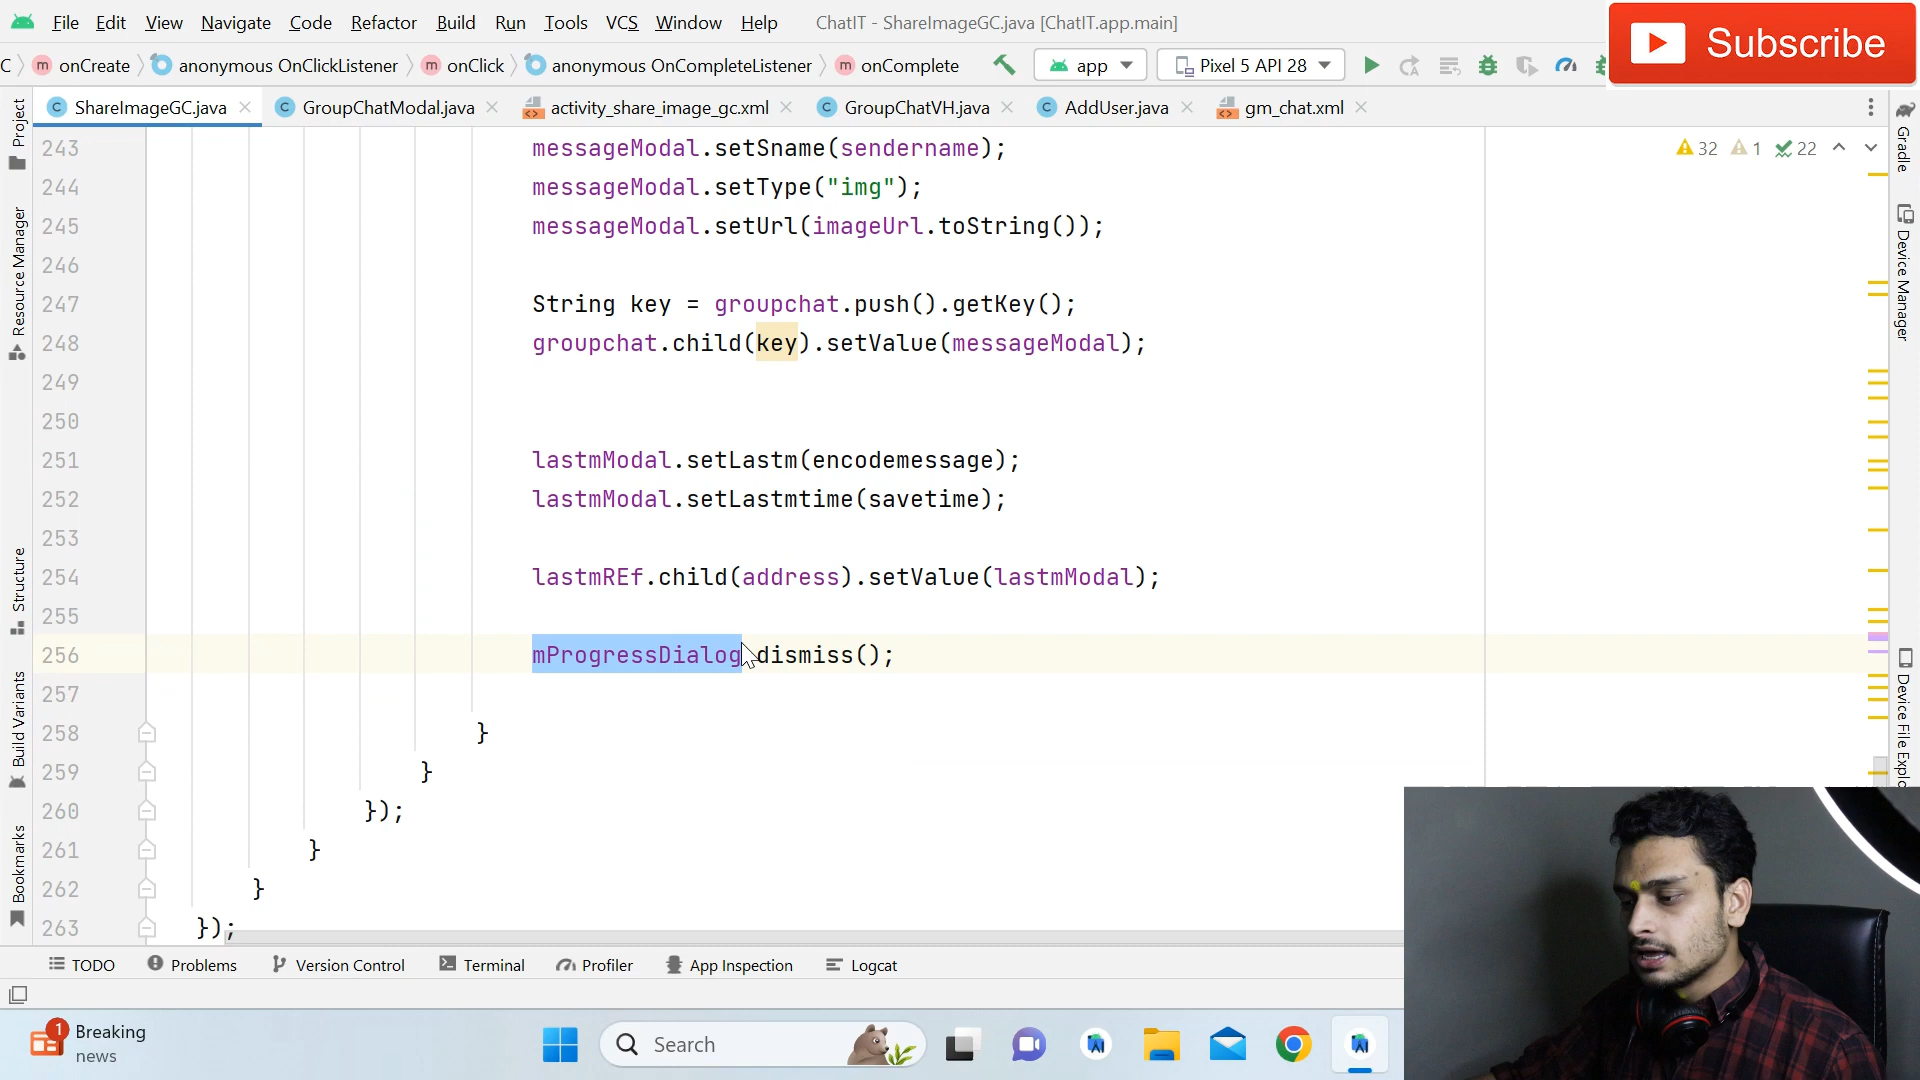 File Edit View Navigate Code Refactor Build Run Tools VCS Window Help ChatIT - ShareImageGC.java [ChatIT.app.main]
Subscribe
C onCreate anonymous OnClickListener onClick anonymous OnCompleteListener onComplete app Pixel 5 API 28
ShareImageGC.java GroupChatModal.java activity_share_image_gc.xml GroupChatVH.java AddUser.java gm_chat.xml
32 1 22
243 messageModal.setSname(sendername);
244 messageModal.setType("img");
245 messageModal.setUrl(imageUrl.toString());
246
247 String key = groupchat.push().getKey();
248 groupchat.child(key).setValue(messageModal);
249
250
251 lastmModal.setLastm(encodemessage);
252 lastmModal.setLastmtime(savetime);
253
254 lastmREf.child(address).setValue(lastmModal);
255
256 mProgressDialog.dismiss();
257
258 }
259 }
260 });
261 }
262 }
263 });
Project
Resource Manager
Structure
Build Variants
Bookmarks
Gradle
Device Manager
Device File Explo
TODO Problems Version Control Terminal Profiler App Inspection Logcat
1 Breaking
news
Search